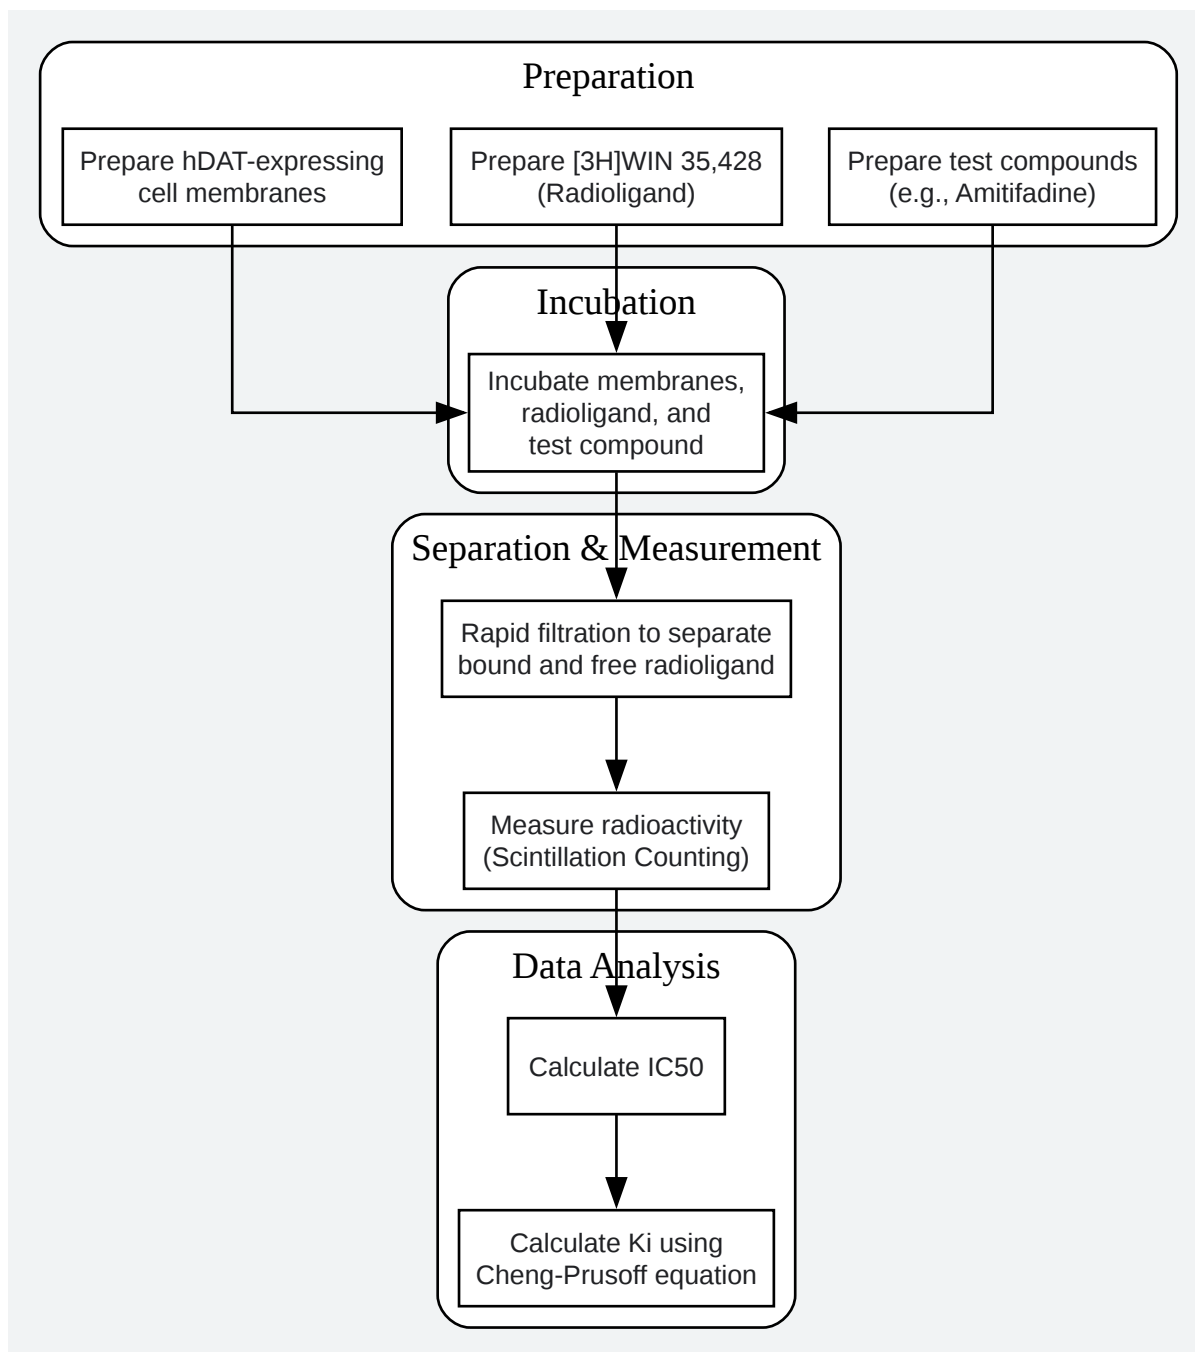 Preparation
Prepare hDAT-expressing
cell membranes
Prepare [3H]WIN 35,428
(Radioligand)
Prepare test compounds
(e.g., Amitifadine)
Incubation
Incubate membranes,
radioligand, and
test compound
Separation & Measurement
Rapid filtration to separate
bound and free radioligand
Measure radioactivity
(Scintillation Counting)
Data Analysis
Calculate IC50
Calculate Ki using
Cheng-Prusoff equation